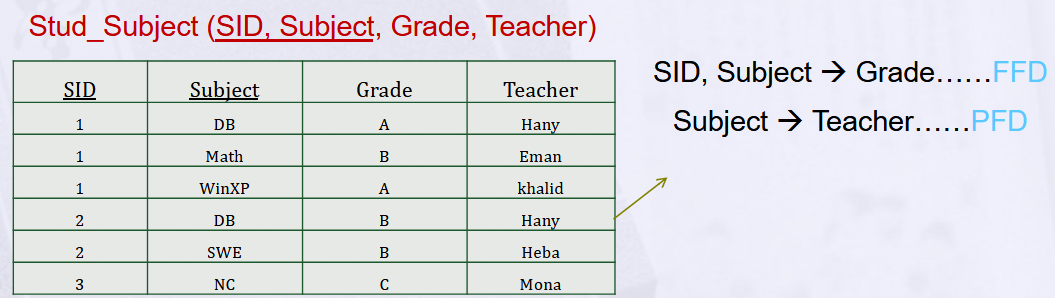 Stud_Subject (SID, Subject, Grade, Teacher)
SID Subject Grade Teacher
1 DB A Hany
1 Math B Eman
1 WinXP A khalid
2 DB B Hany
2 SWE B Heba
3 NC C Mona
SID, Subject → Grade……FFD
Subject → Teacher……PFD